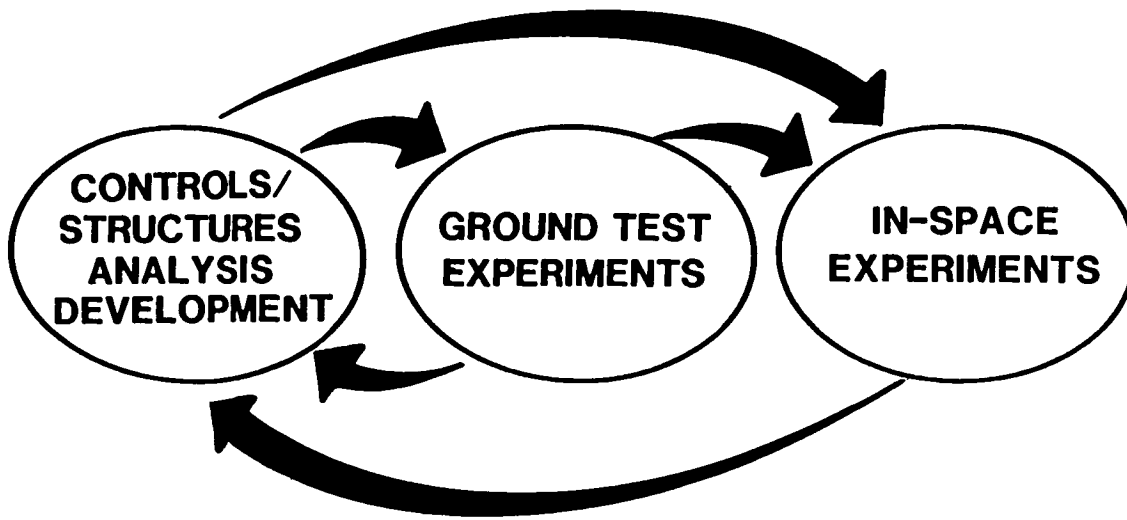 CONTROLS/
STRUCTURES
ANALYSIS
DEVELOPMENT
GROUND TEST
EXPERIMENTS
IN-SPACE
EXPERIMENTS